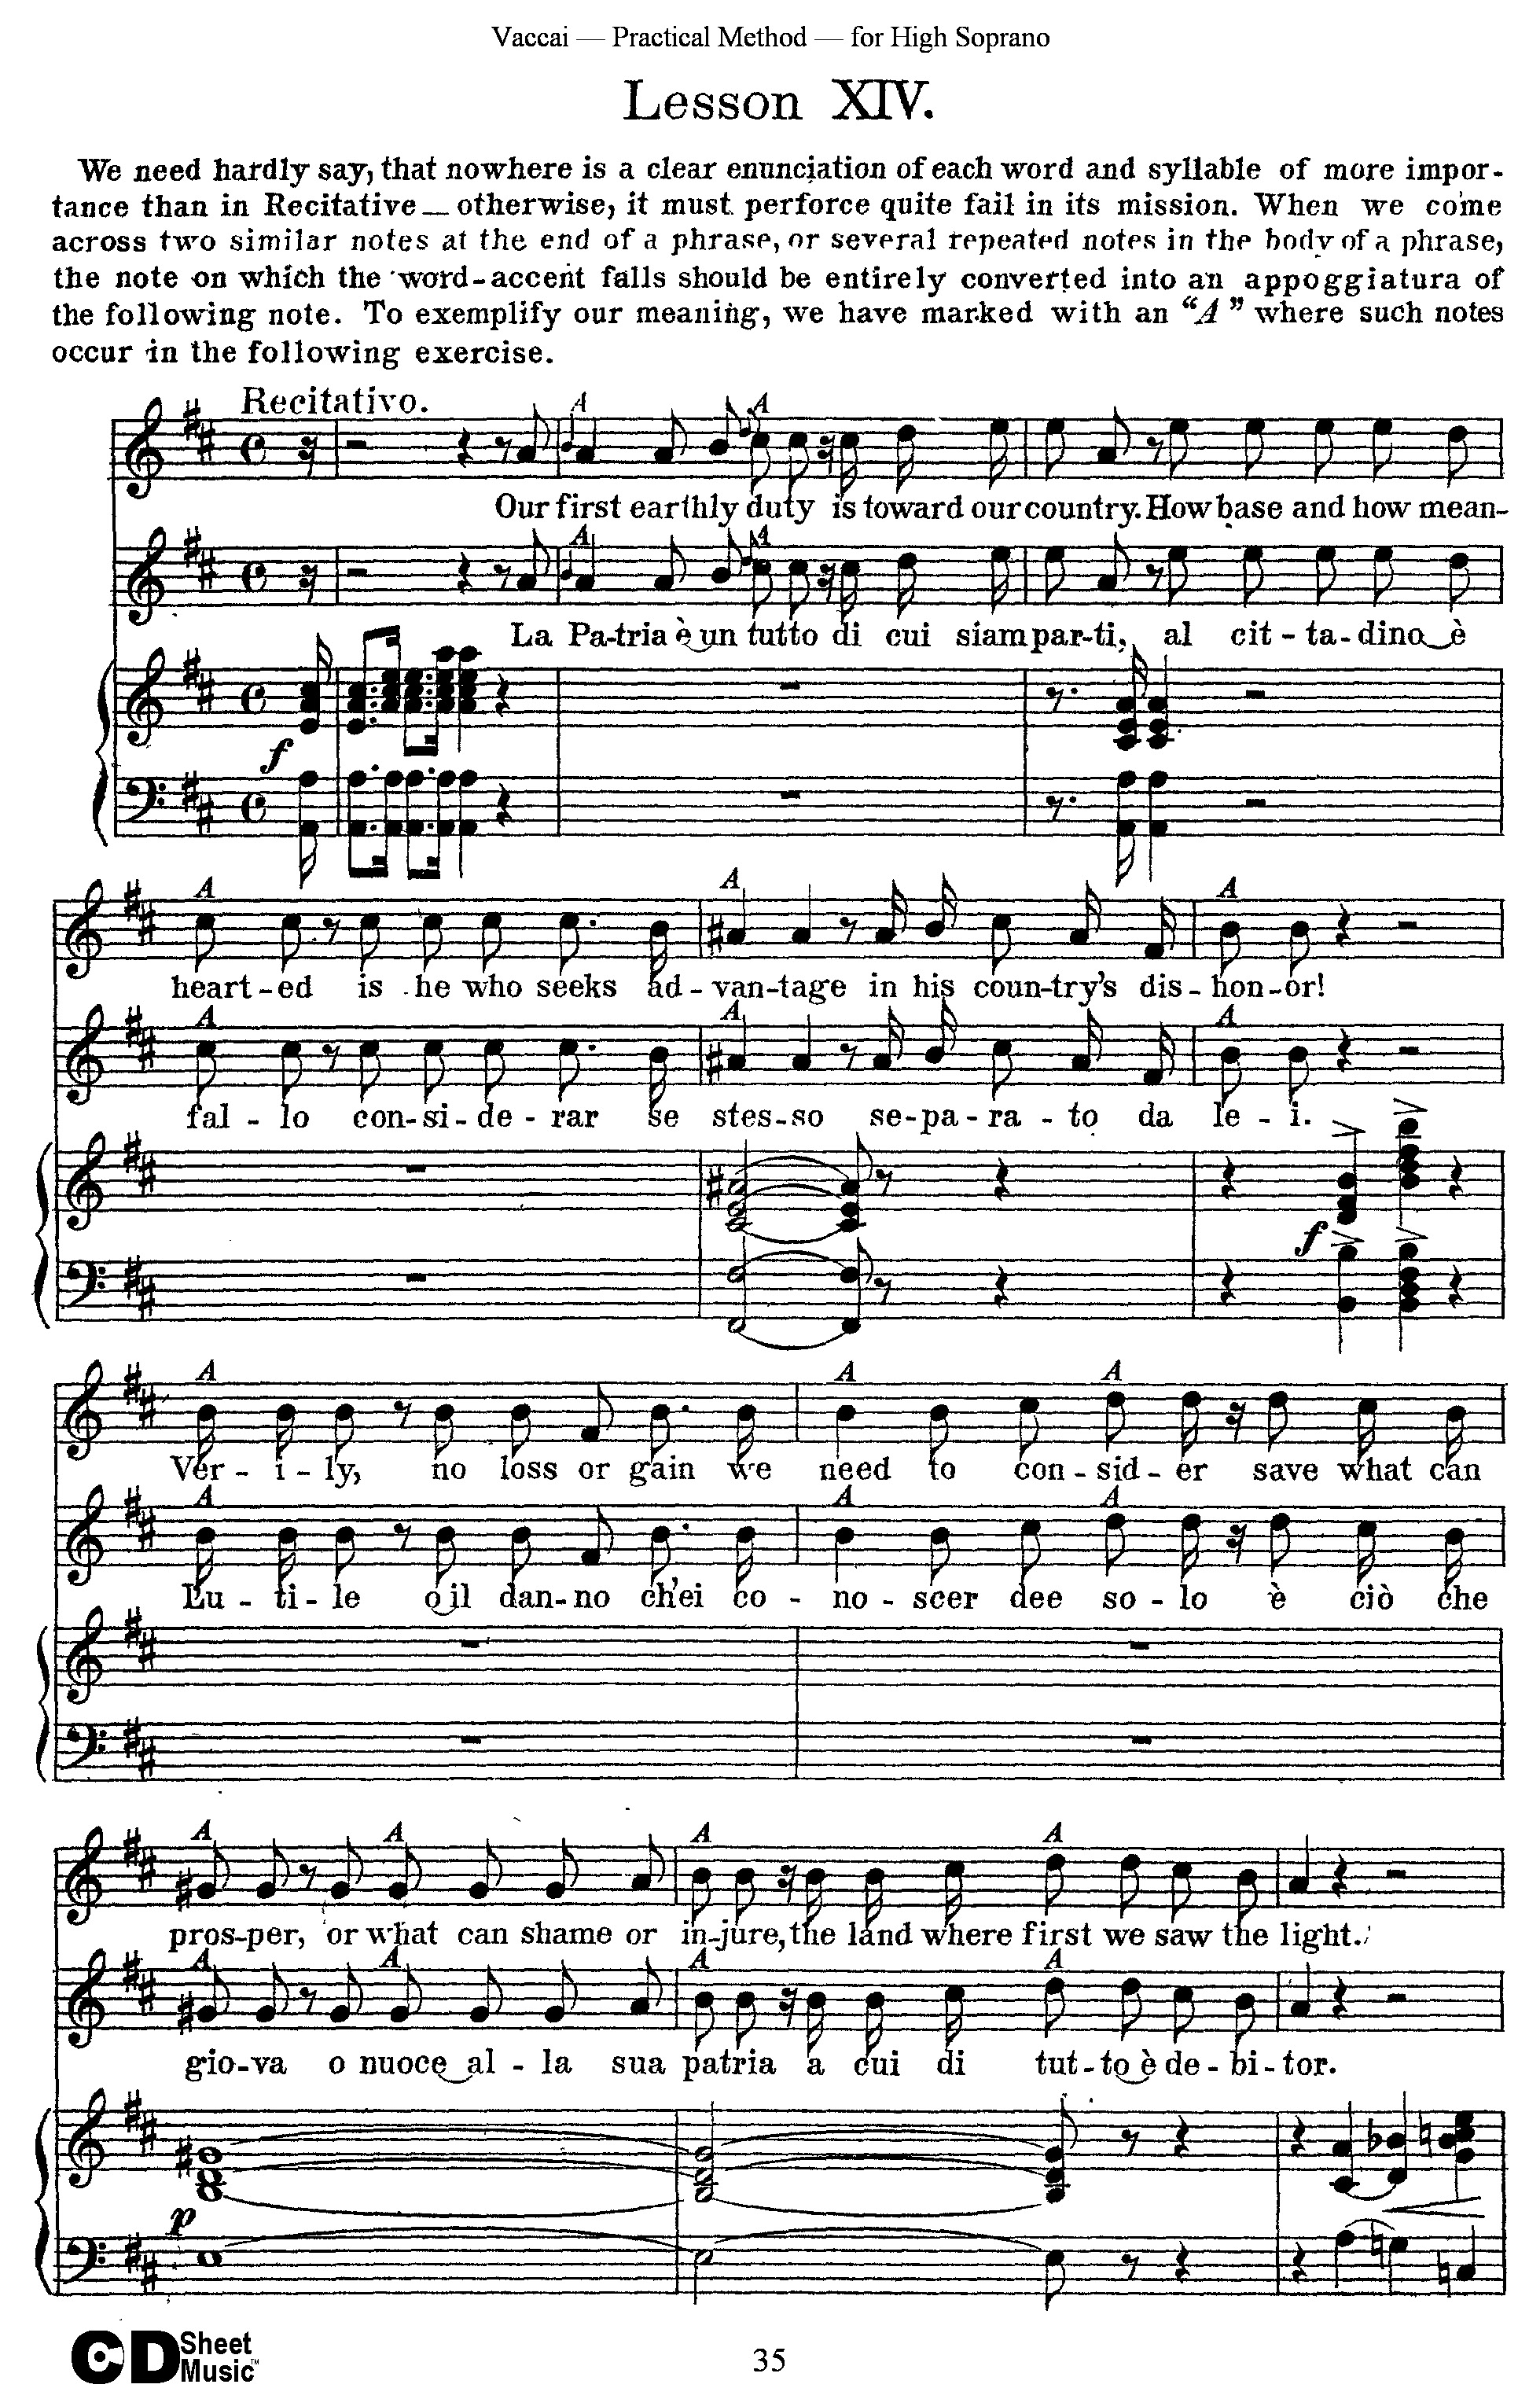 Vaccai — Practical Method — for High Soprano
Lesson XIV.
We need hardly say, that nowhere is a clear enunciation of each word and syllable of more impor-
tance than in Recitative — otherwise, it must perforce quite fail in its mission. When we come
across two similar notes at the end of a phrase, or several repeated notes in the body of a phrase,
the note on which the word-accent falls should be entirely converted into an appoggiatura of
the following note. To exemplify our meaning, we have marked with an "A" where such notes
occur in the following exercise.
Recitativo.
A A
Our first earthly duty is toward our country. How base and how mean-
A A
La Pa-tria è un tutto di cui siam par-ti, al cit-ta-dino è
f
A A A
heart-ed is he who seeks ad-van-tage in his coun-try's dis-hon-or!
A A A
fal-lo con-si-de-rar se stes-so se-pa-ra-to da le-i.
f
A A A
Ver-i-ly, no loss or gain we need to con-sid-er save what can
A A A
Lu-ti-le o il dan-no ch'ei co-no-scer dee so-lo è ciò che
A A A A
pros-per, or what can shame or in-jure, the land where first we saw the light.
A A A A
gio-va o nuoce al-la sua patria a cui di tut-to è de-bi-tor.
p
CD Sheet Music™
35